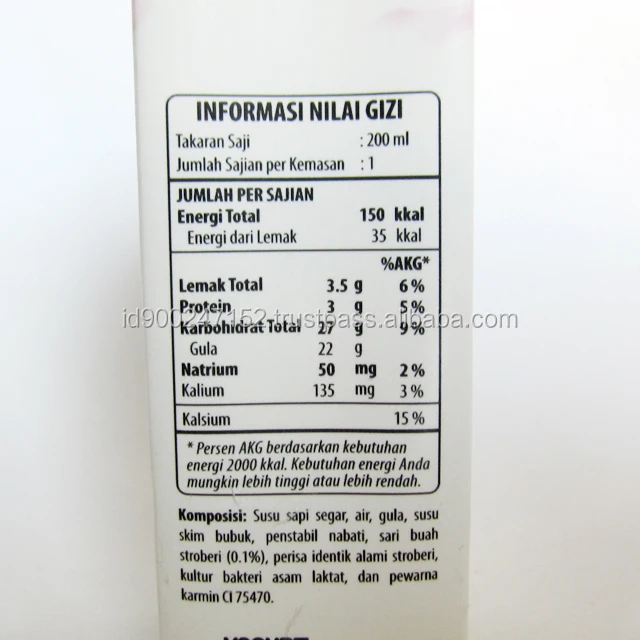 INFORMASI NILAI GIZI
Takaran Saji : 200 ml
Jumlah Sajian per Kemasan : 1
JUMLAH PER SAJIAN
Energi Total 150 kkal
Energi dari Lemak 35 kkal
%AKG*
Lemak Total 3.5 g 6 %
Protein 3 g 5 %
id900247152.trustpass.alibaba.com
Karbohidrat Total 27 g 9 %
Gula 22 g
Natrium 50 mg 2 %
Kalium 135 mg 3 %
Kalsium 15 %
* Persen AKG berdasarkan kebutuhan
energi 2000 kkal. Kebutuhan energi Anda
mungkin lebih tinggi atau lebih rendah.
Komposisi: Susu sapi segar, air, gula, susu
skim bubuk, penstabil nabati, sari buah
stroberi (0.1%), perisa identik alami stroberi,
kultur bakteri asam laktat, dan pewarna
karmin CI 75470.